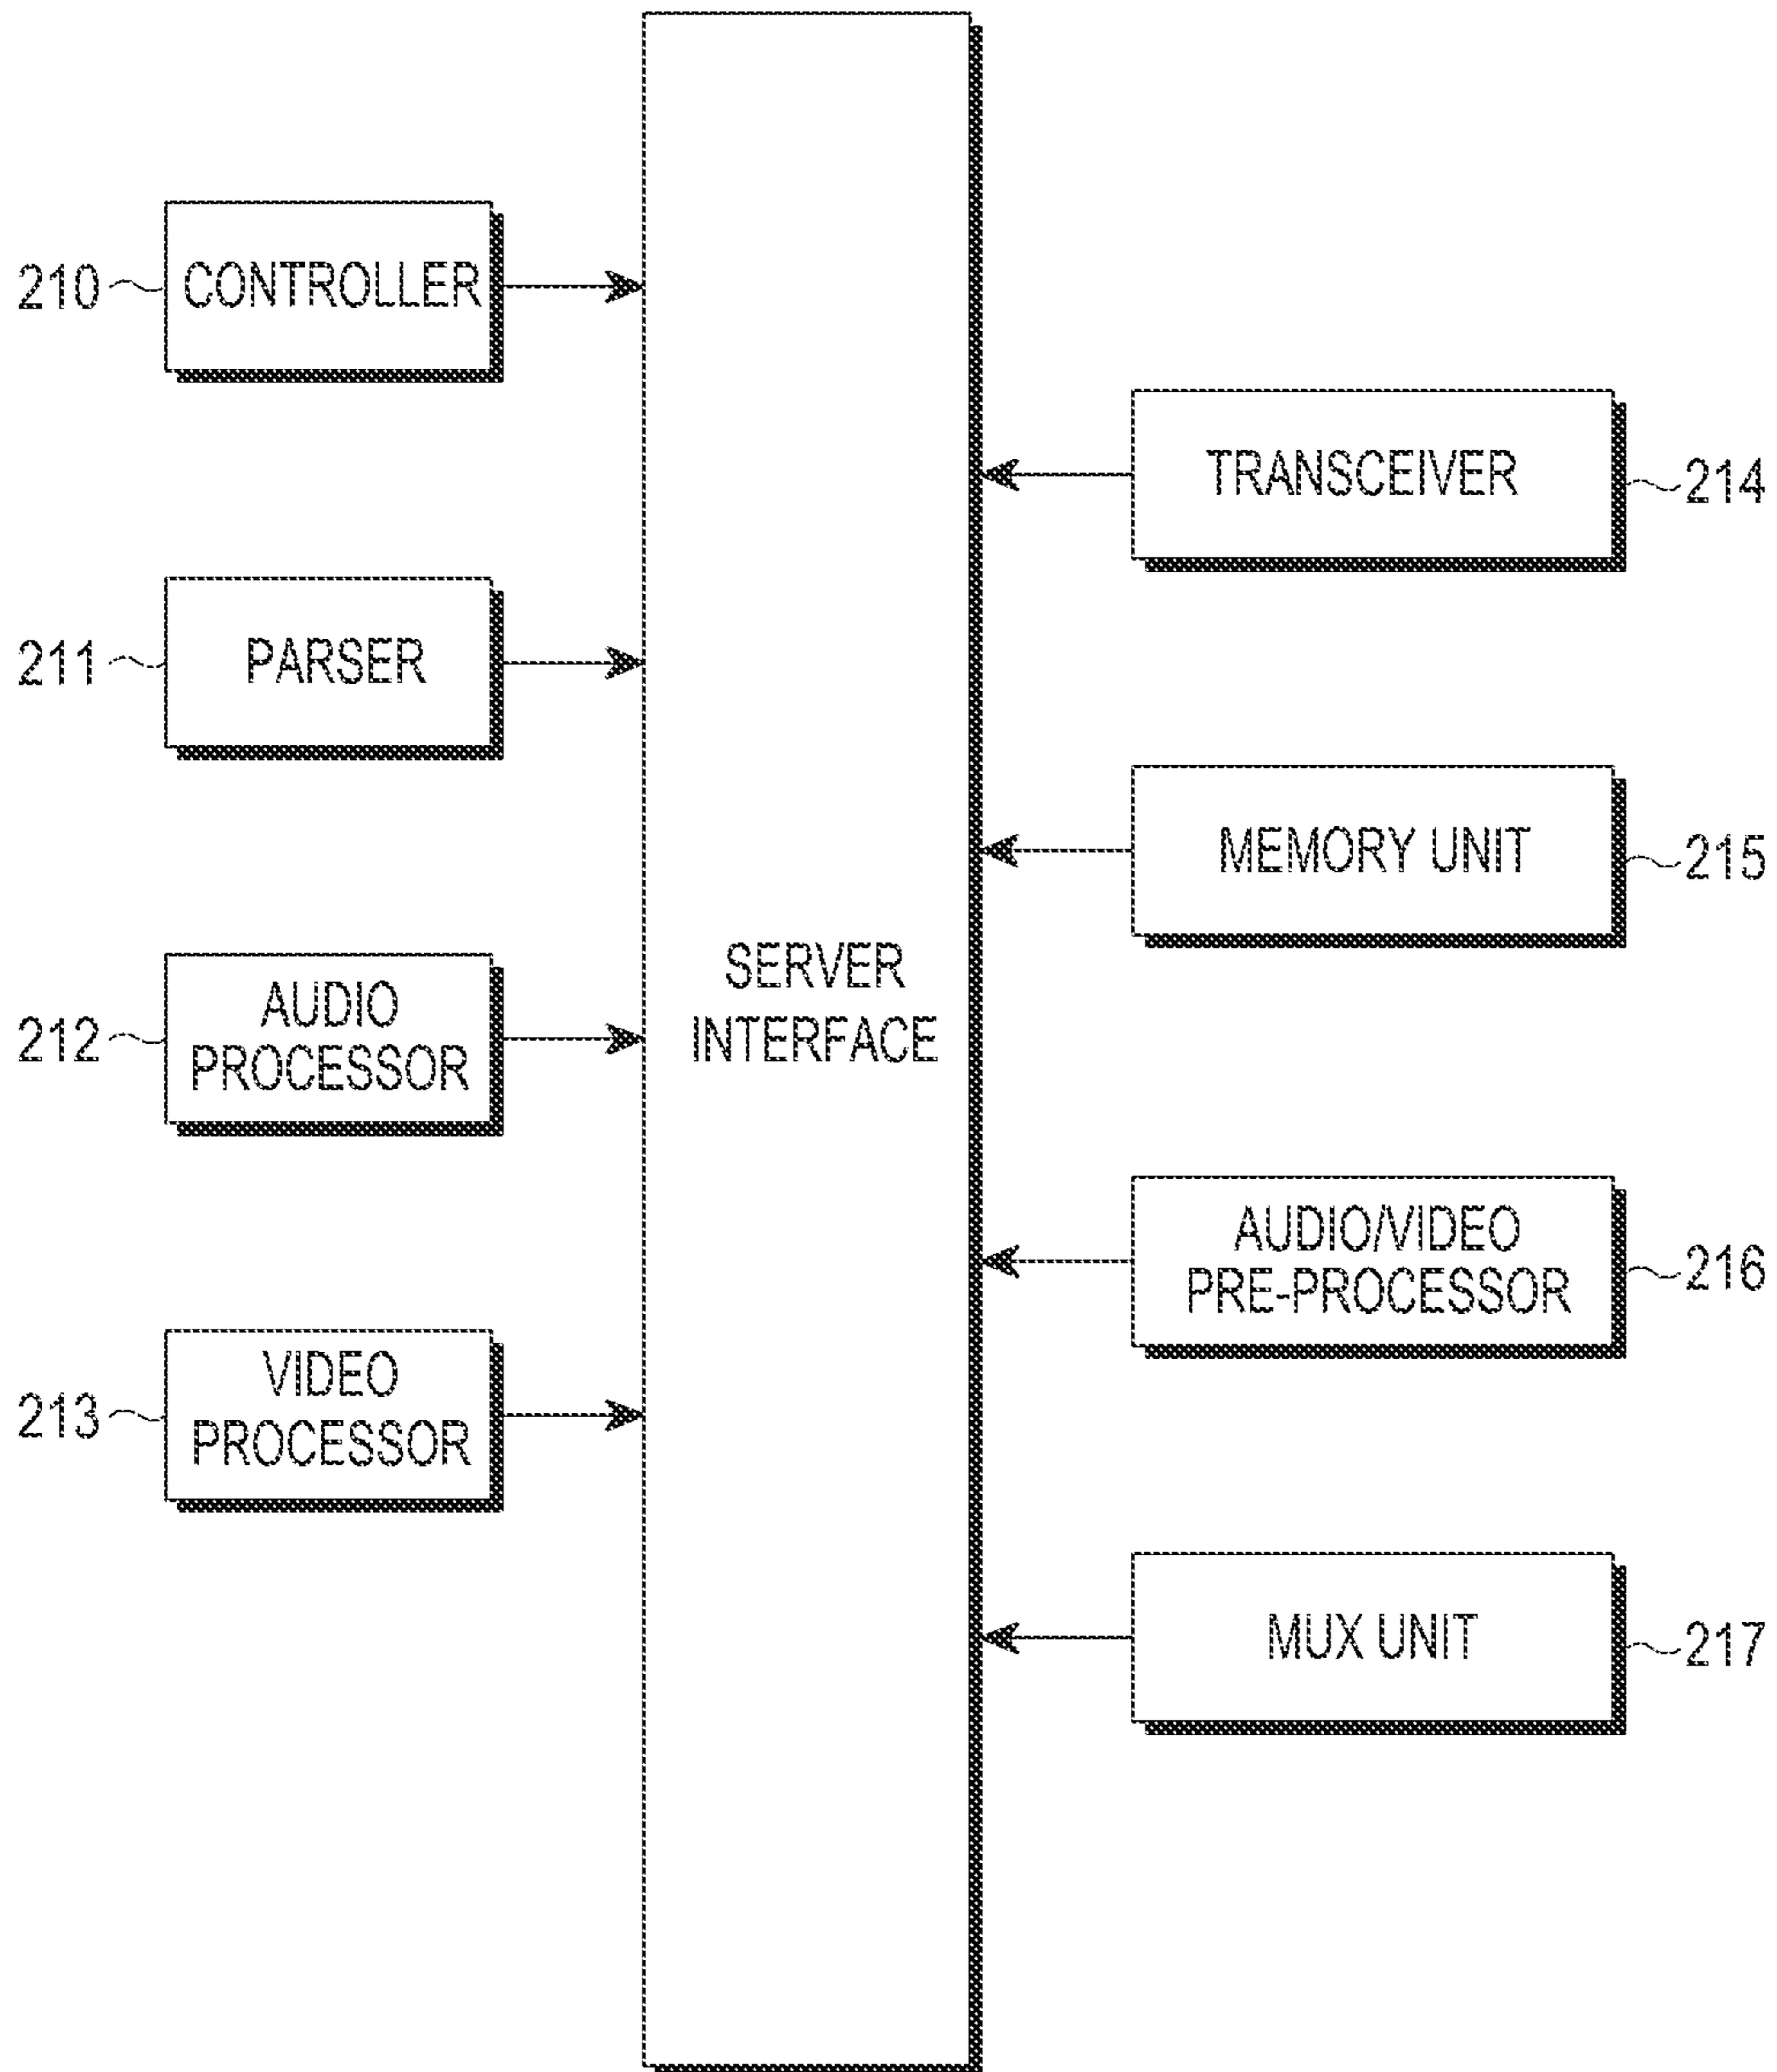 210
CONTROLLER
211
PARSER
212
AUDIO
PROCESSOR
213
VIDEO
PROCESSOR
SERVER
INTERFACE
TRANSCEIVER
214
MEMORY UNIT
215
AUDIO/VIDEO
PRE-PROCESSOR
216
MUX UNIT
217